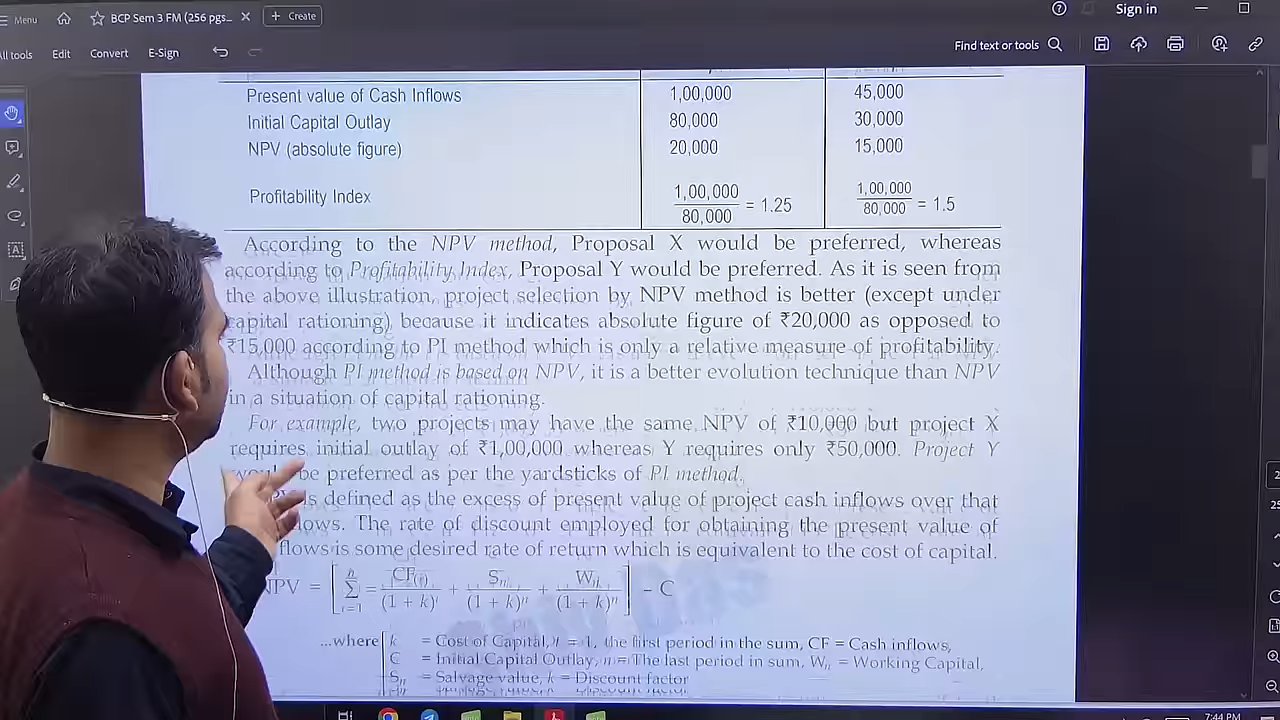 Menu
BCP Sem 3 FM (256 pgs_
× + Create
Sign in
All tools Edit Convert E-Sign
Find text or tools
Present value of Cash Inflows 1,00,000 45,000
Initial Capital Outlay 80,000 30,000
NPV (absolute figure) 20,000 15,000
Profitability Index 1,00,000 / 80,000 = 1.25 1,00,000 / 80,000 = 1.5
According to the NPV method, Proposal X would be preferred, whereas
according to Profitability Index, Proposal Y would be preferred. As it is seen from
the above illustration, project selection by NPV method is better (except under
capital rationing) because it indicates absolute figure of ₹20,000 as opposed to
₹15,000 according to PI method which is only a relative measure of profitability.
Although PI method is based on NPV, it is a better evolution technique than NPV
in a situation of capital rationing.
For example, two projects may have the same NPV of ₹10,000 but project X
requires initial outlay of ₹1,00,000 whereas Y requires only ₹50,000. Project Y
be preferred as per the yardsticks of PI method.
is defined as the excess of present value of project cash inflows over that
lows. The rate of discount employed for obtaining the present value of
flows is some desired rate of return which is equivalent to the cost of capital.
NPV = [ n Σ t=1 = CF(t) / (1 + k)^t + Sn / (1 + k)^n + Wn / (1 + k)^n ] – C
...where k = Cost of Capital, t = 1, the first period in the sum, CF = Cash inflows,
C = Initial Capital Outlay, n = The last period in sum, Wn = Working Capital,
Sn = Salvage value, k = Discount factor
7:44 PM